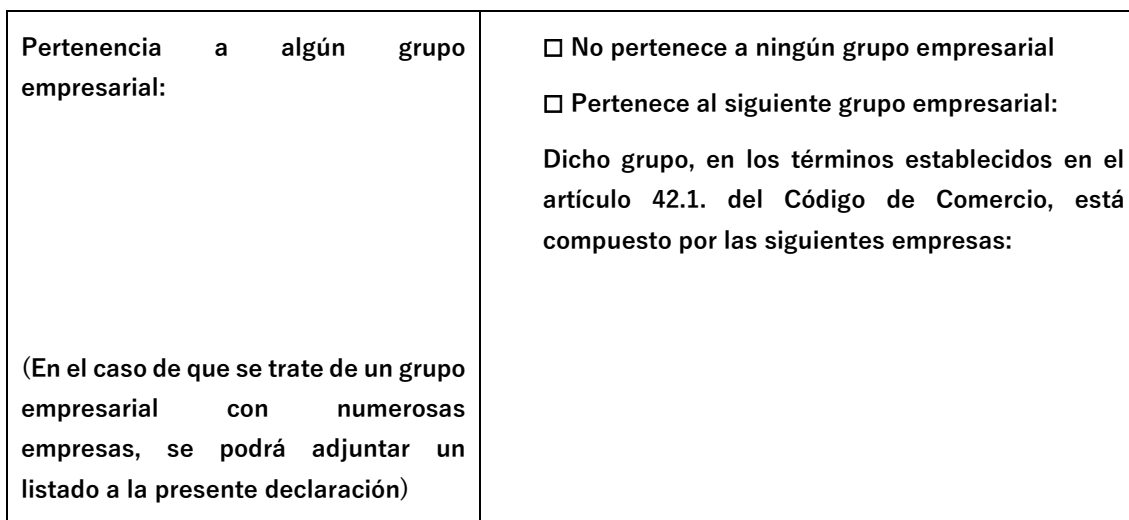 Pertenencia a algún grupo
empresarial:
(En el caso de que se trate de un grupo
empresarial con numerosas
empresas, se podrá adjuntar un
listado a la presente declaración)
☐ No pertenece a ningún grupo empresarial
☐ Pertenece al siguiente grupo empresarial:
Dicho grupo, en los términos establecidos en el
artículo 42.1. del Código de Comercio, está
compuesto por las siguientes empresas: